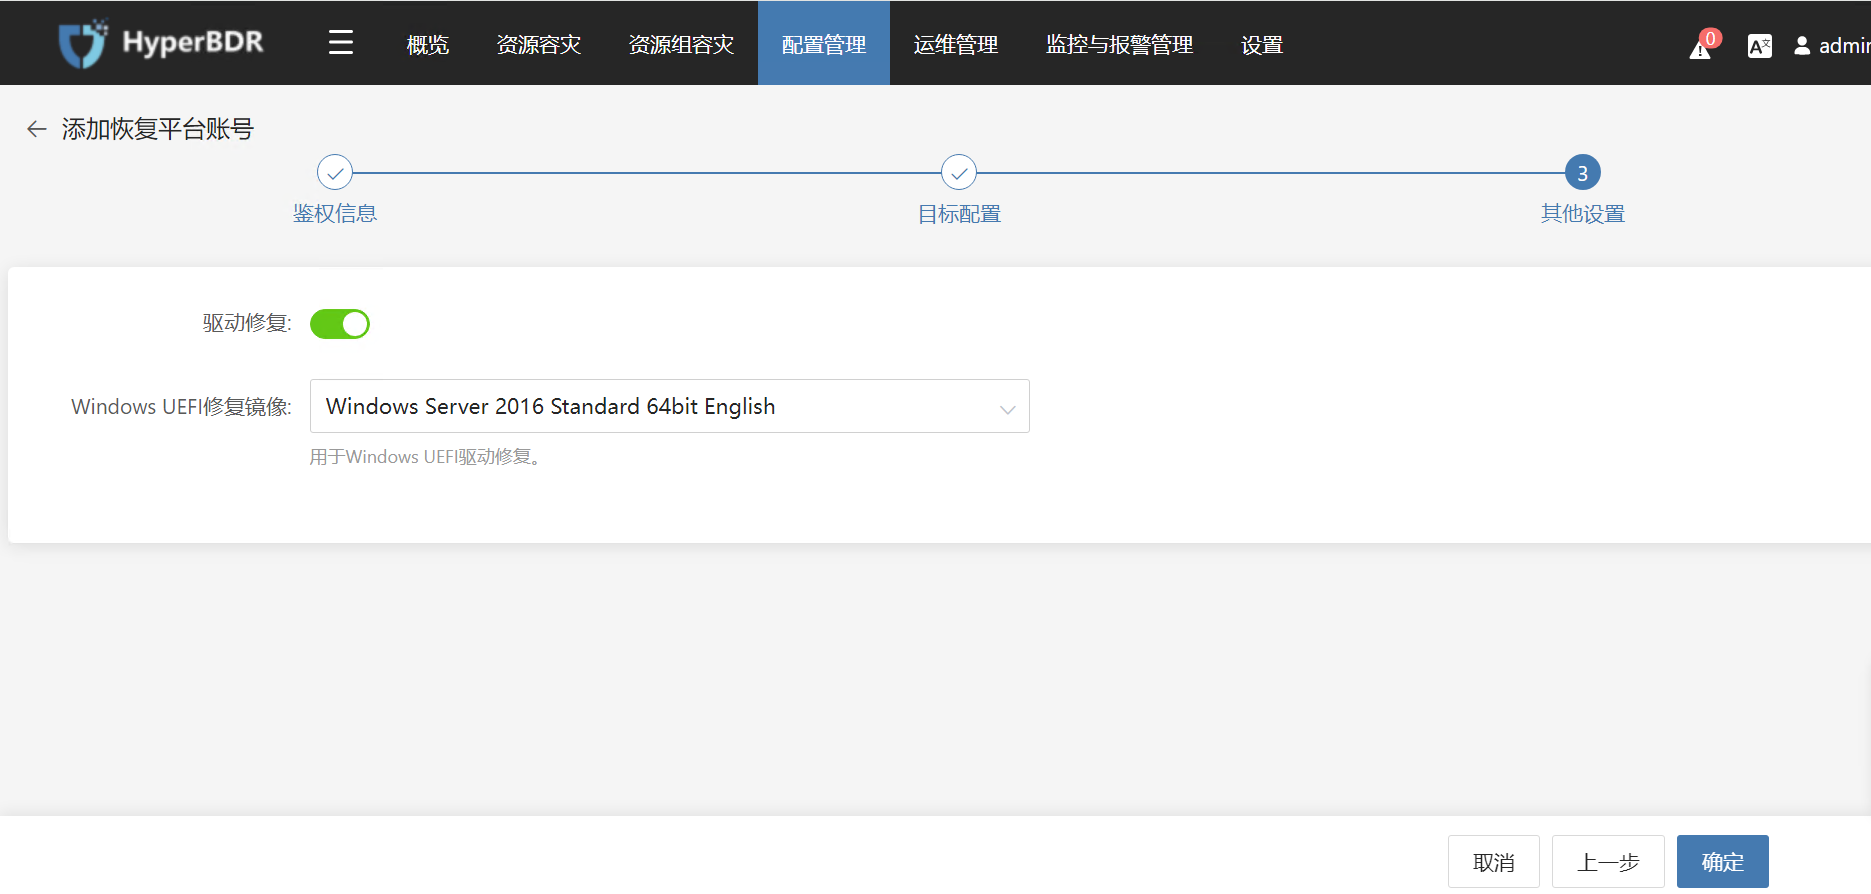 HyperBDR
概览
资源容灾
资源组容灾
配置管理
运维管理
监控与报警管理
设置
0
admin
添加恢复平台账号
3
鉴权信息
目标配置
其他设置
驱动修复:
Windows UEFI修复镜像:
Windows Server 2016 Standard 64bit English
用于Windows UEFI驱动修复。
取消
上一步
确定